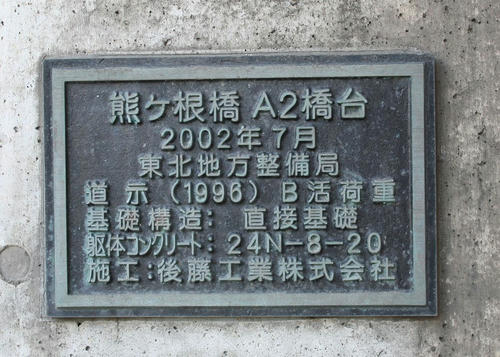 熊ヶ根橋 A2橋台
2002年7月
東北地方整備局
道示（1996）B活荷重
基礎構造： 直接基礎
躯体コンクリート：24N-8-20
施工：後藤工業株式会社